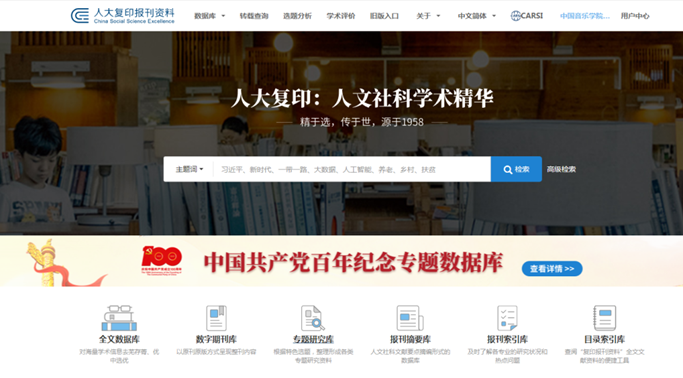 人大复印报刊资料
China Social Science Excellence
数据库 转载查询 选题分析 学术评价 旧版入口 关于 中文简体 CARSI 中国音乐学院... 用户中心
人大复印：人文社科学术精华
精于选，传于世，源于1958
主题词 习近平、新时代、一带一路、大数据、人工智能、养老、乡村、扶贫 检索 高级检索
100
中国共产党百年纪念专题数据库 查看详情 >>
全文数据库 数字期刊库 专题研究库 报刊摘要库 报刊索引库 目录索引库
对海量学术信息去芜存菁、优中选优
以原刊原版方式呈现整刊内容
根据特色选题，整理形成各类专题研究资料
人文社科文献要点摘编形式的数据库
及时了解各专业的研究状况和热点问题
查阅“复印报刊资料”全文文献资料的便捷工具